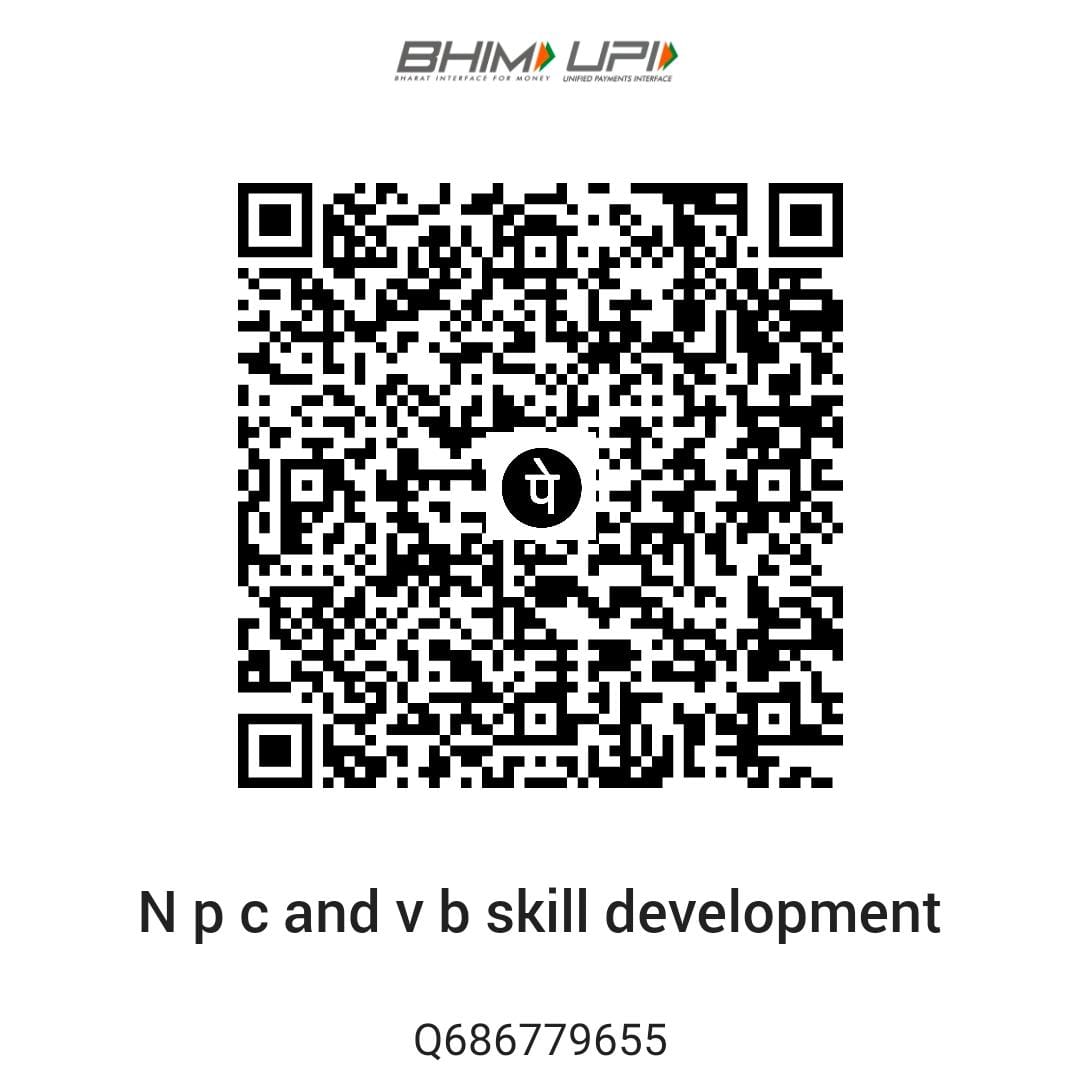 BHIM UPI
BHARAT INTERFACE FOR MONEY UNIFIED PAYMENTS INTERFACE
पे
N p c and v b skill development
Q686779655